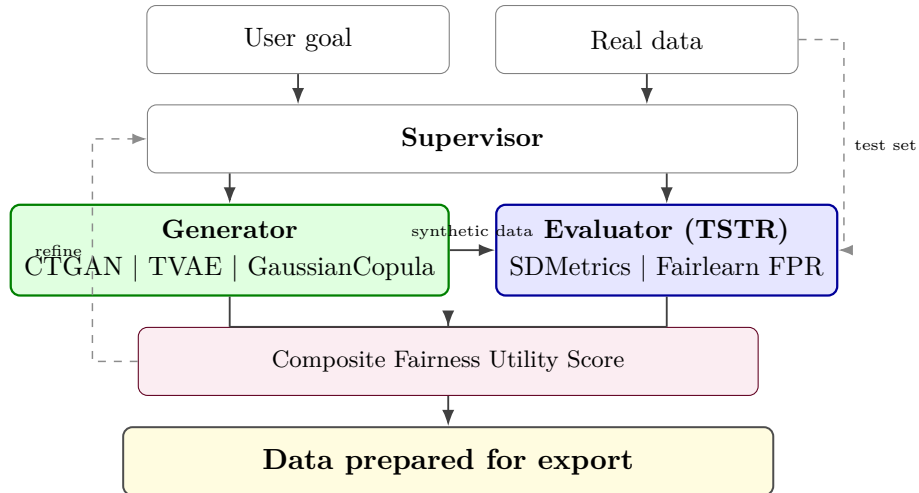 User goal
Real data
Supervisor
test set
Generator
CTGAN | TVAE | GaussianCopula
refine
synthetic data
Evaluator (TSTR)
SDMetrics | Fairlearn FPR
Composite Fairness Utility Score
Data prepared for export